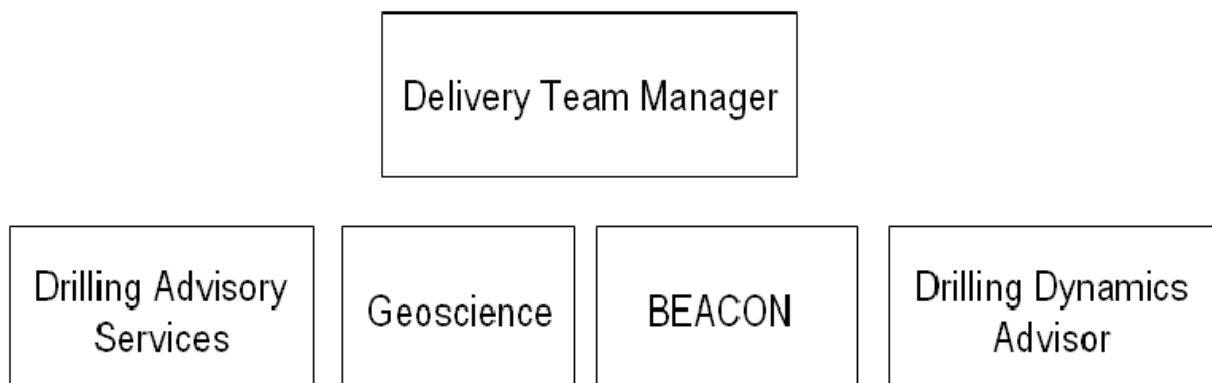 Delivery Team Manager
Drilling Advisory
Services
Geoscience
BEACON
Drilling Dynamics
Advisor